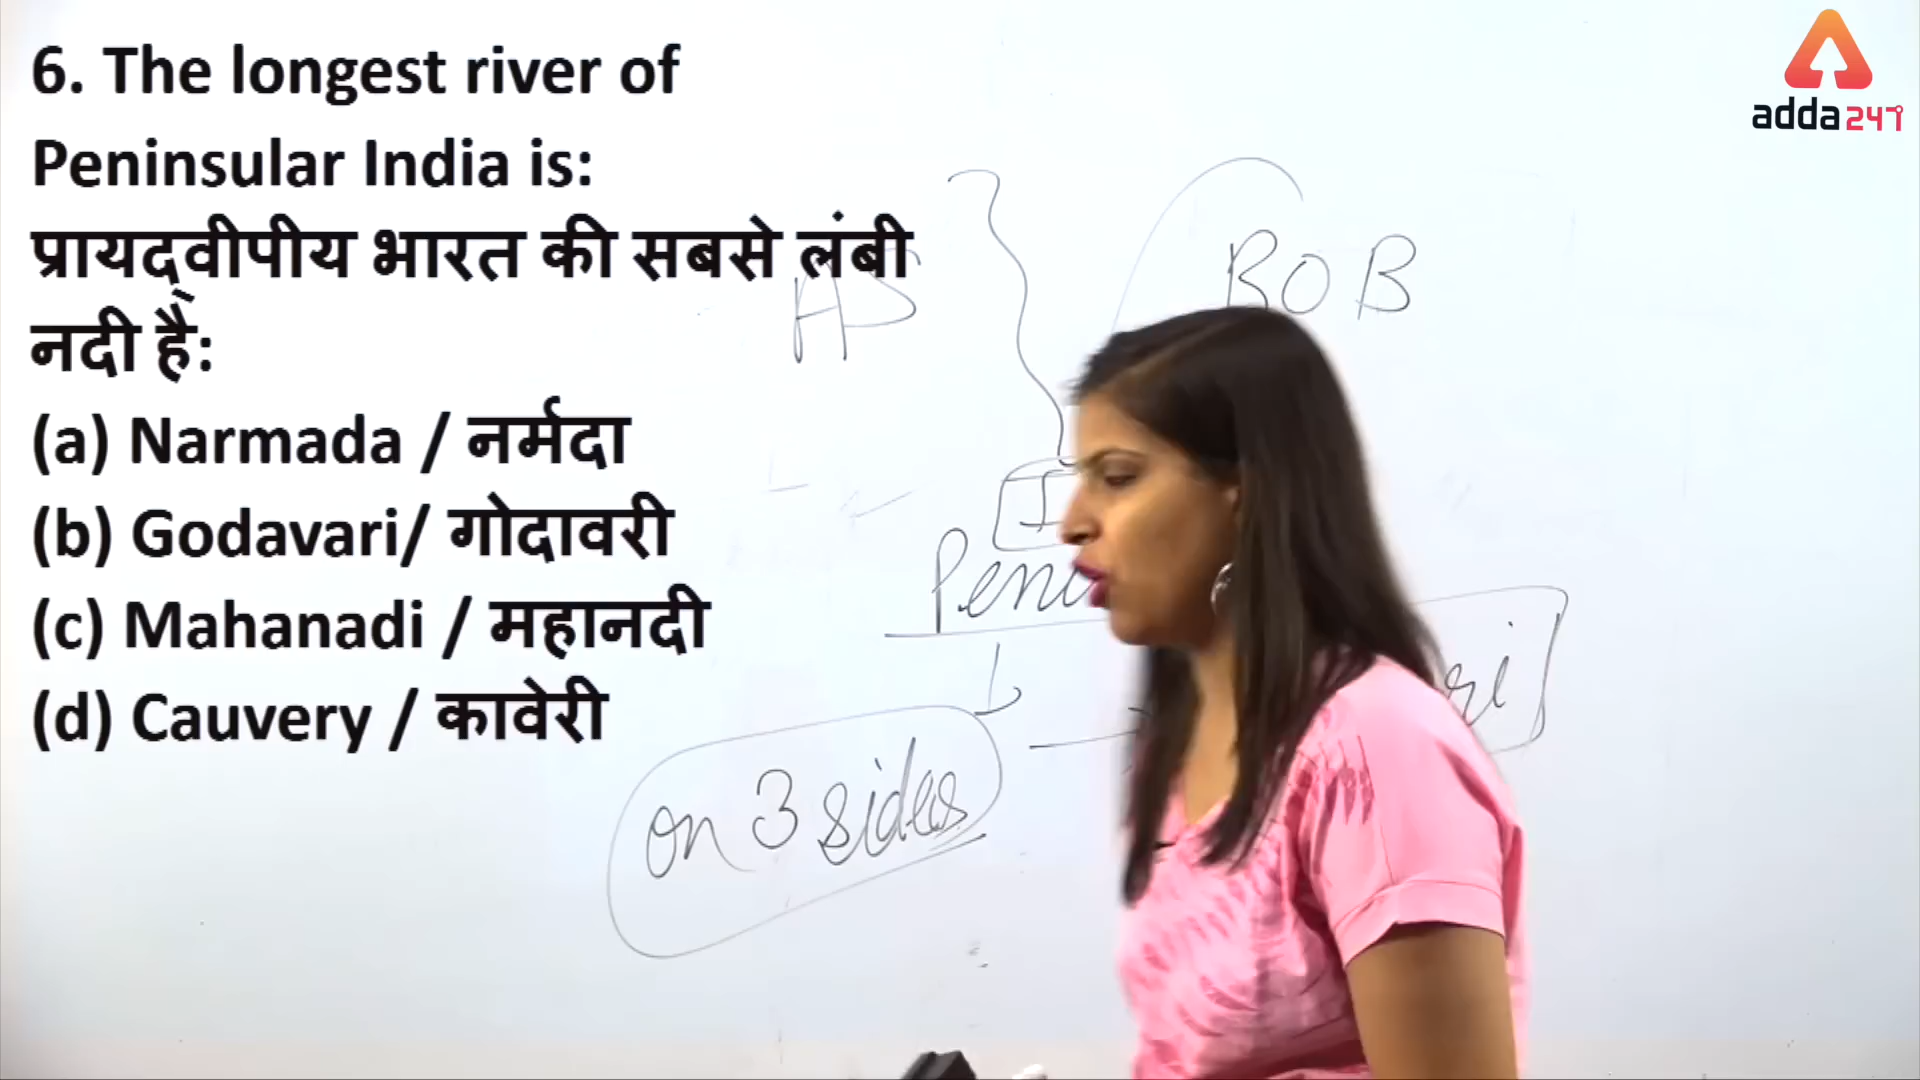 6. The longest river of
Peninsular India is:
प्रायद्वीपीय भारत की सबसे लंबी
नदी है:
(a) Narmada / नर्मदा
(b) Godavari/ गोदावरी
(c) Mahanadi / महानदी
(d) Cauvery / कावेरी
adda247
AS
BOB
on 3 sides